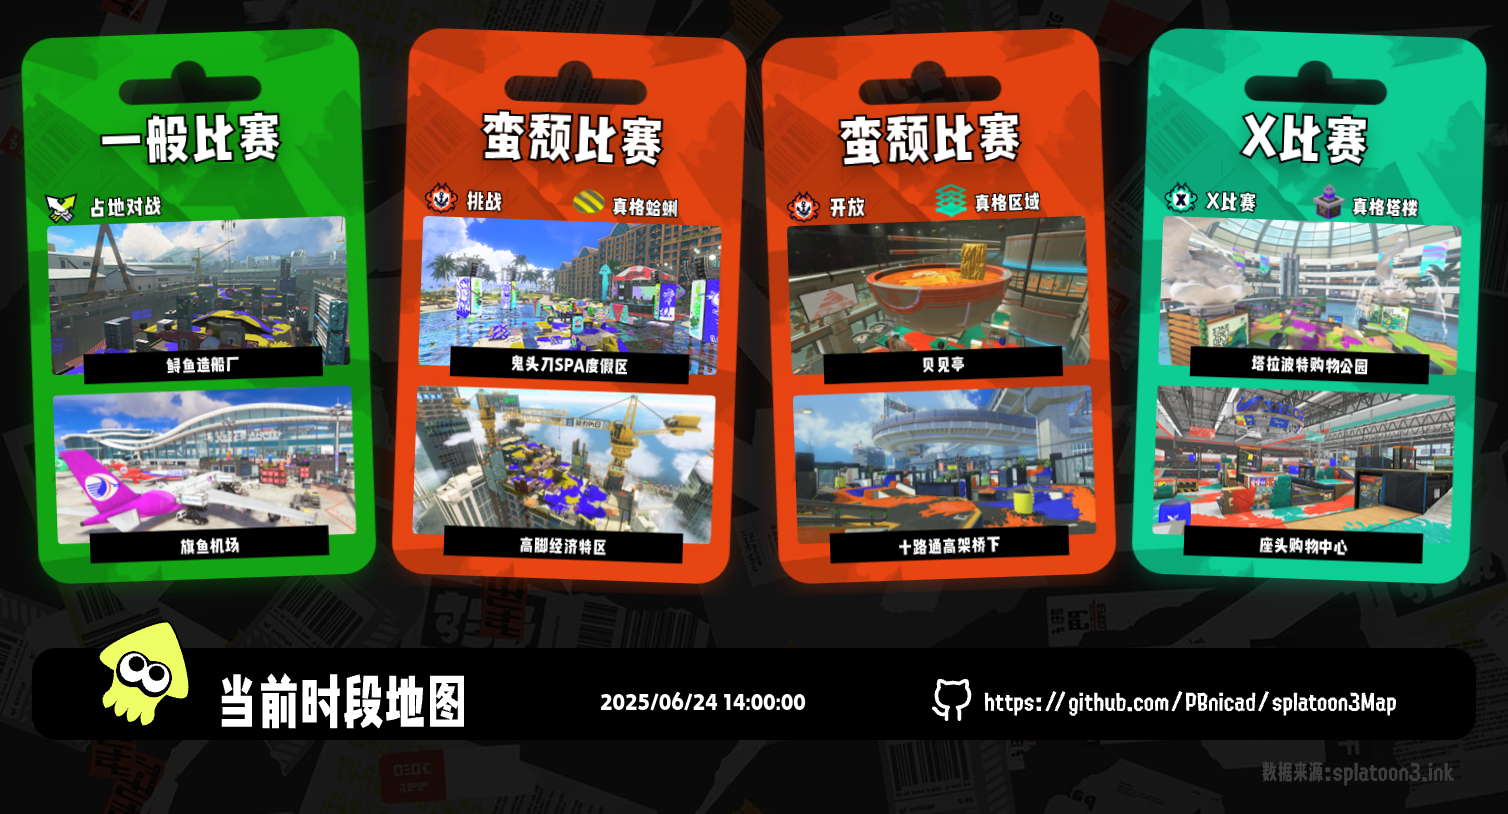 一般比赛
占地对战
鲟鱼造船厂
旗鱼机场
蛮颓比赛
挑战
真格蛤蜊
鬼头刀SPA度假区
高脚经济特区
蛮颓比赛
开放
真格区域
贝见亭
十路通高架桥下
X比赛
X比赛
真格塔楼
塔拉波特购物公园
座头购物中心
当前时段地图
2025/06/24 14:00:00
https://github.com/PBnicad/splatoon3Map
数据来源:splatoon3.ink